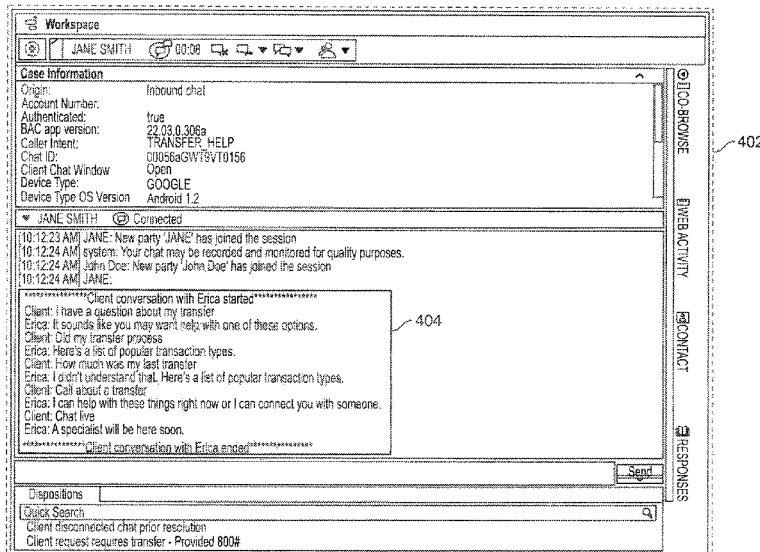 Workspace
JANE SMITH 00:08
Case Information
Origin: Inbound chat
Account Number:
Authenticated: true
BAC app version: 22.03.0.306a
Caller Intent: TRANSFER_HELP
Chat ID: 00056aGWT9VT0156
Client Chat Window Open
Device Type: GOOGLE
Device Type OS Version Android 1.2
JANE SMITH Connected
[10:12:23 AM] JANE: New party 'JANE' has joined the session
[10:12:24 AM] system: Your chat may be recorded and monitored for quality purposes.
[10:12:24 AM] John Doe: New party 'John Doe' has joined the session
[10:12:24 AM] JANE:
****************Client conversation with Erica started****************
Client: I have a question about my transfer
Erica: It sounds like you may want help with one of these options.
Client: Did my transfer process
Erica: Here's a list of popular transaction types.
Client: How much was my last transfer
Erica: I didn't understand that. Here's a list of popular transaction types.
Client: Call about a transfer
Erica: I can help with these things right now or I can connect you with someone.
Client: Chat live
Erica: A specialist will be here soon.
****************Client conversation with Erica ended****************
Send
Dispositions
Quick Search
Client disconnected chat prior resolution
Client request requires transfer - Provided 800#
CO-BROWSE
WEB ACTIVITY
CONTACT
RESPONSES
402
404